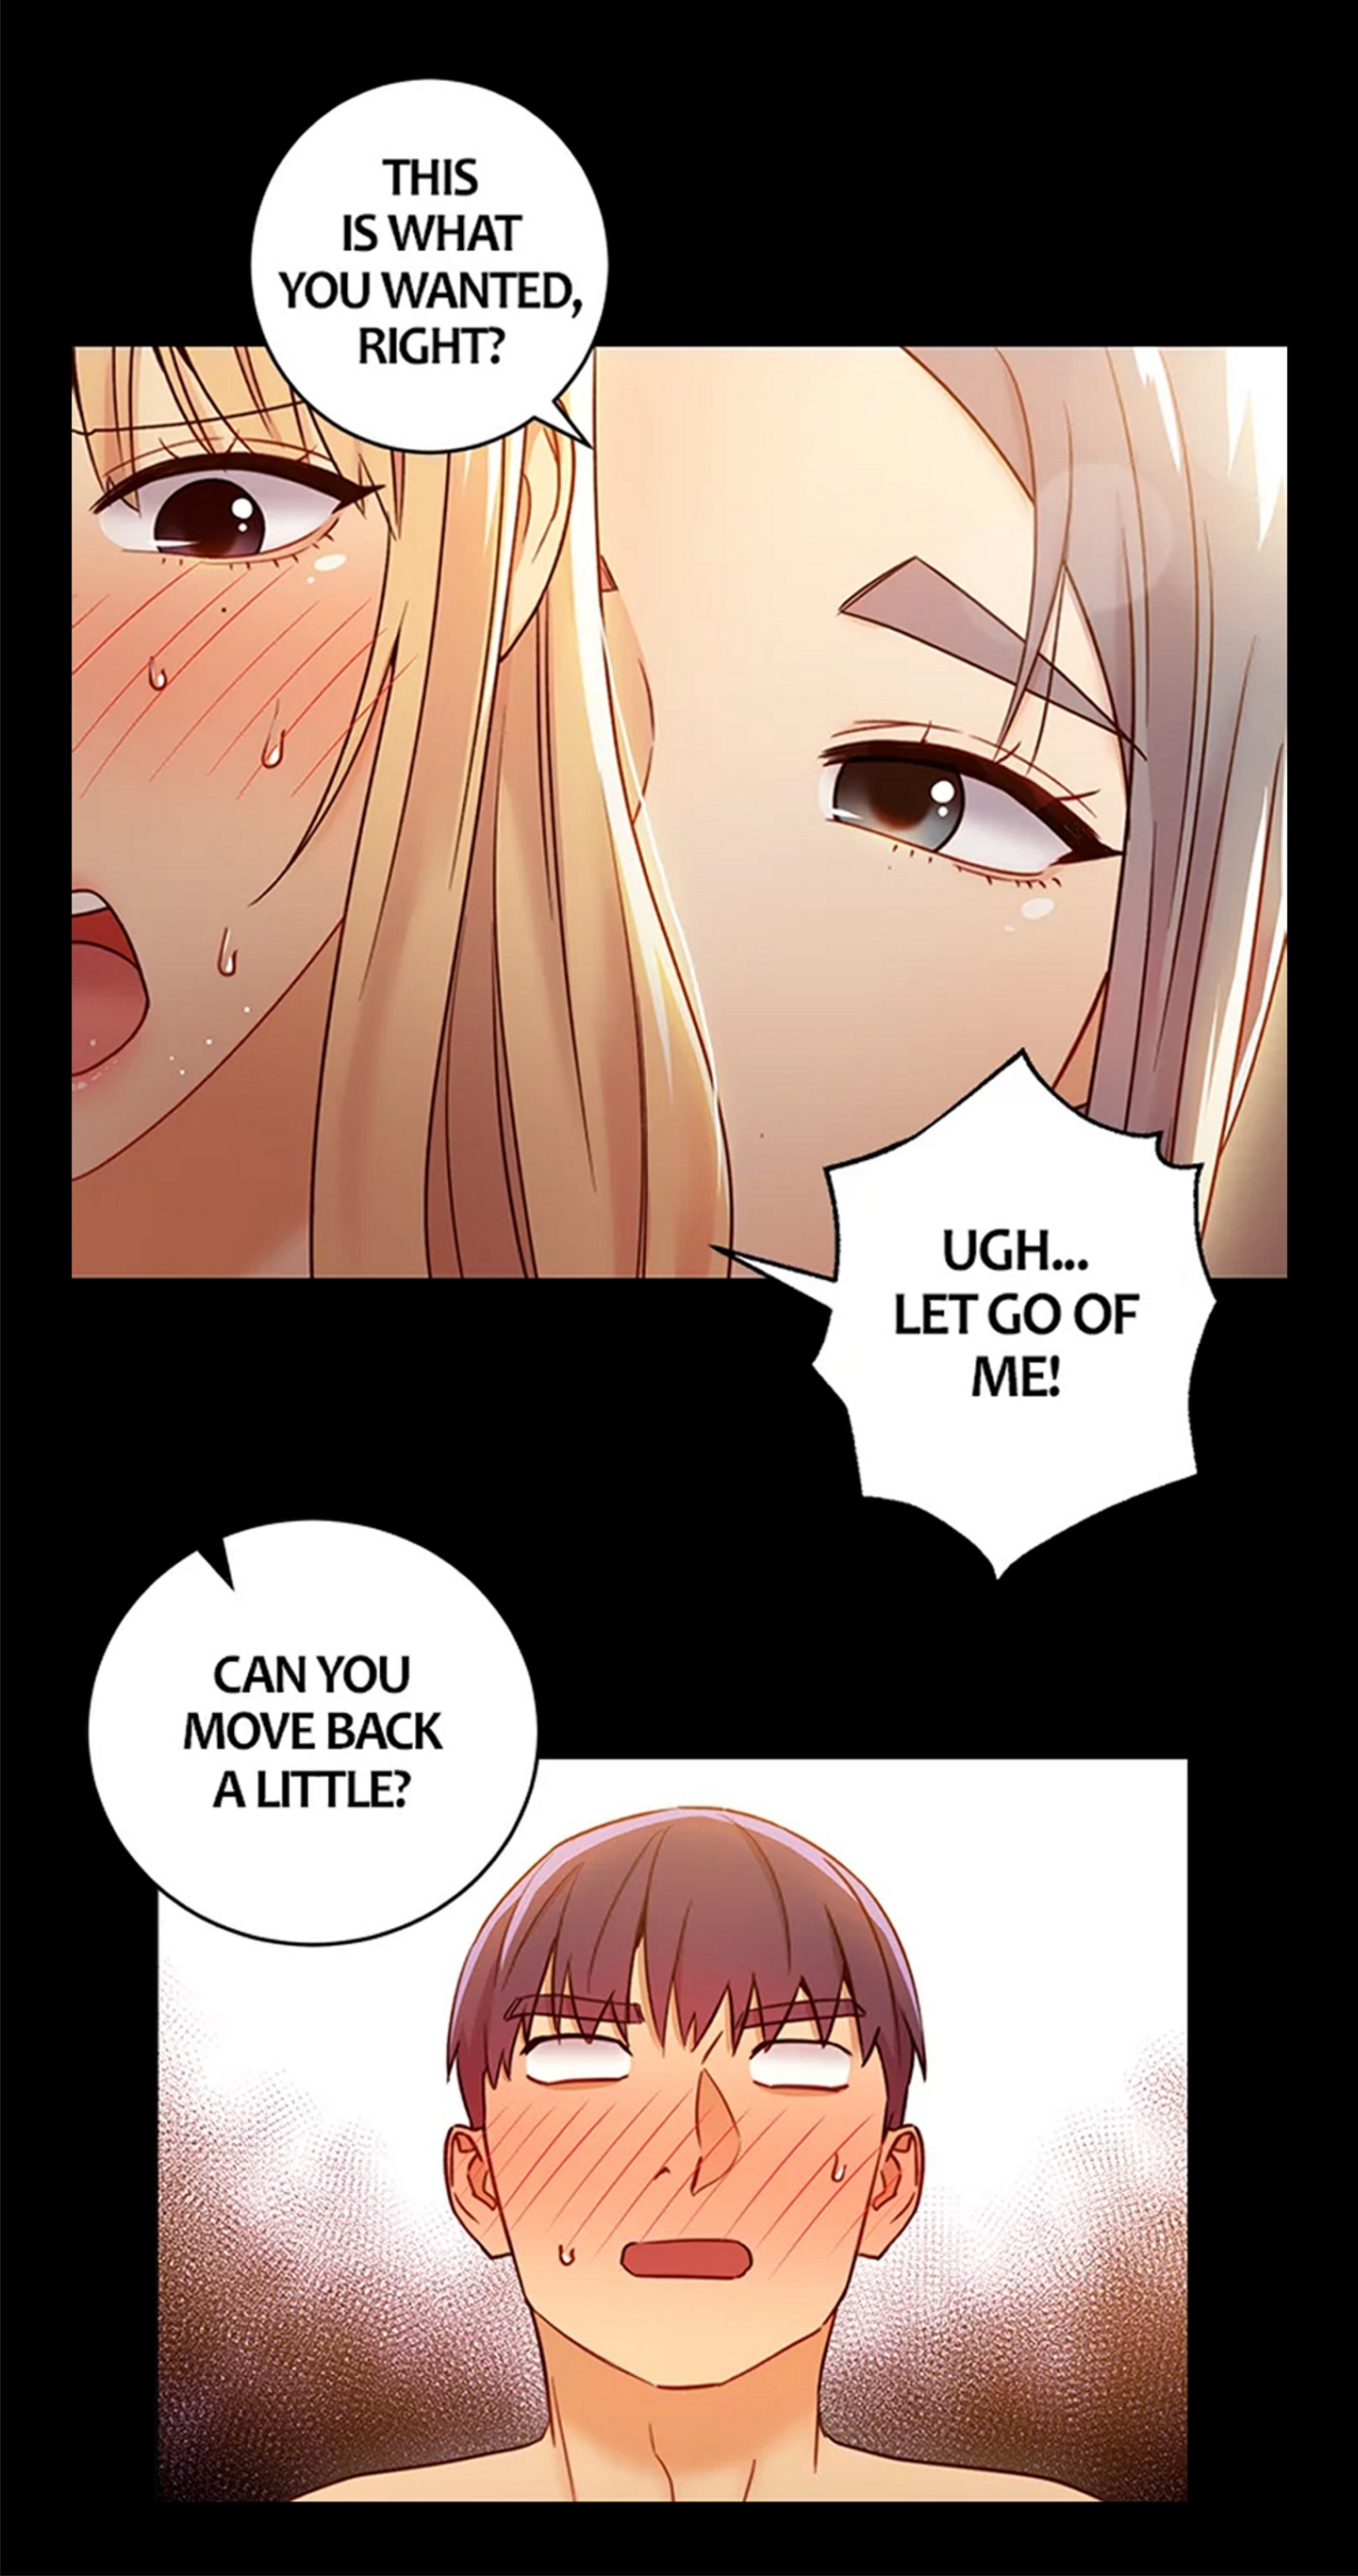 THIS
IS WHAT
YOU WANTED,
RIGHT?
UGH...
LET GO OF
ME!
CAN YOU
MOVE BACK
A LITTLE?